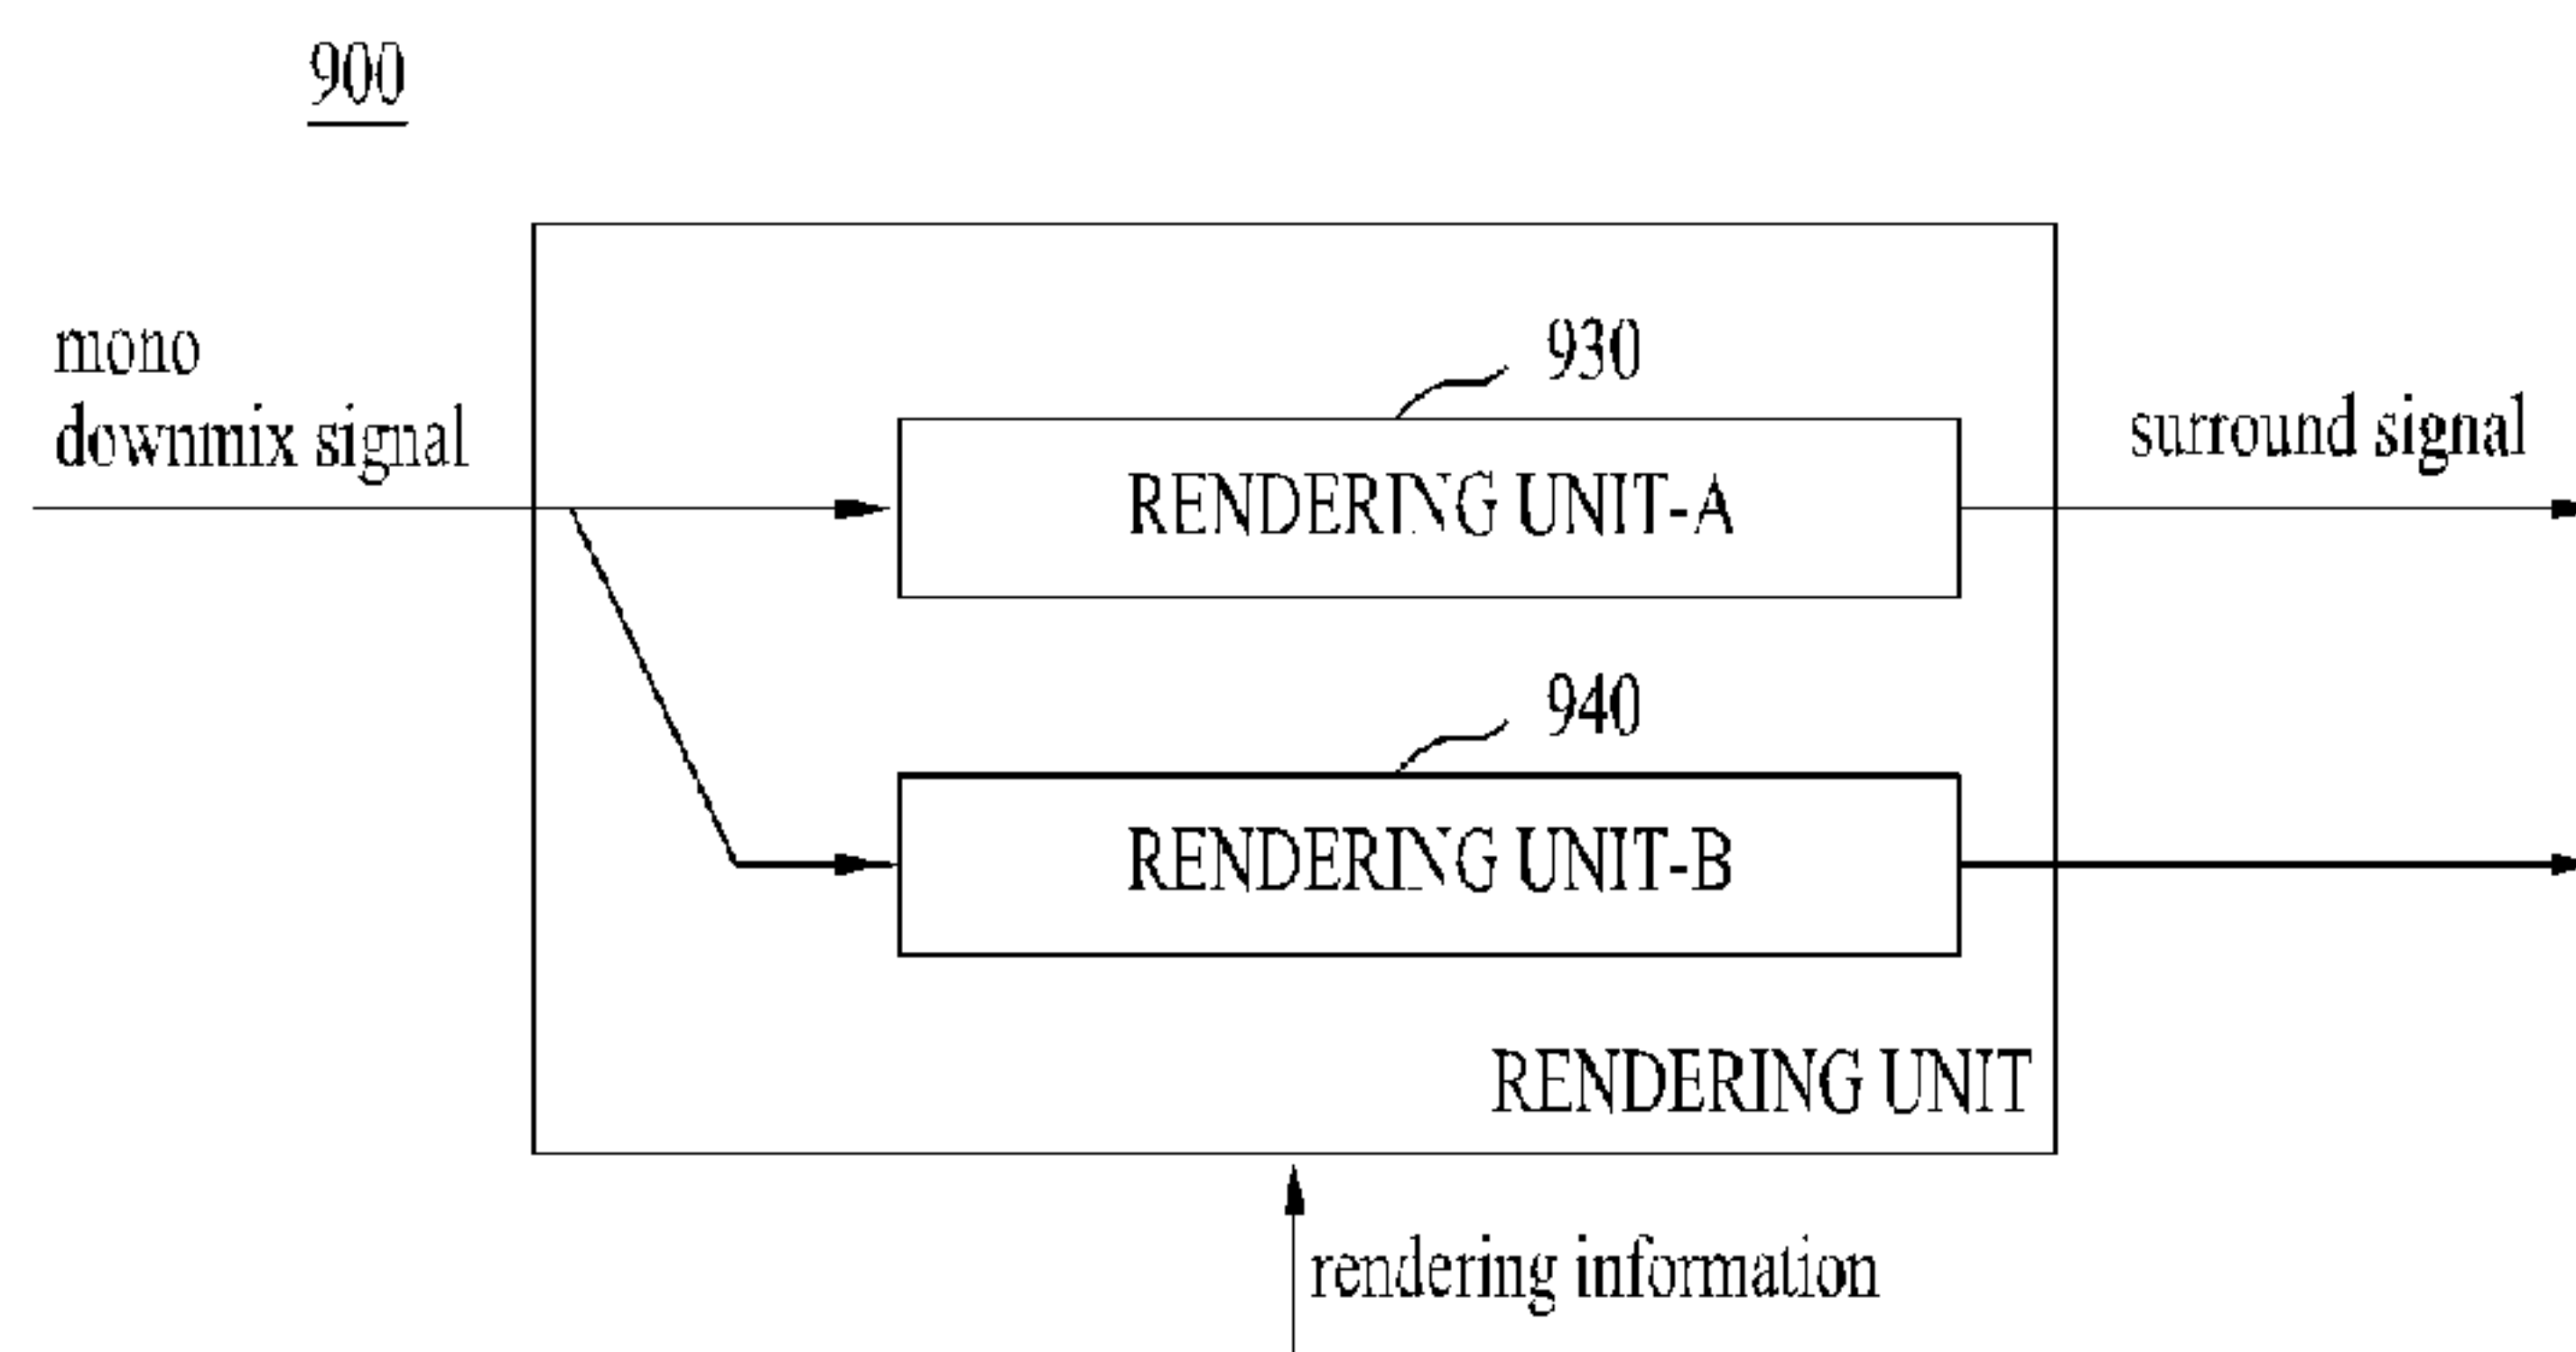 900
mono
downmix signal
930
surround signal
RENDERING UNIT-A
940
RENDERING UNIT-B
RENDERING UNIT
rendering information